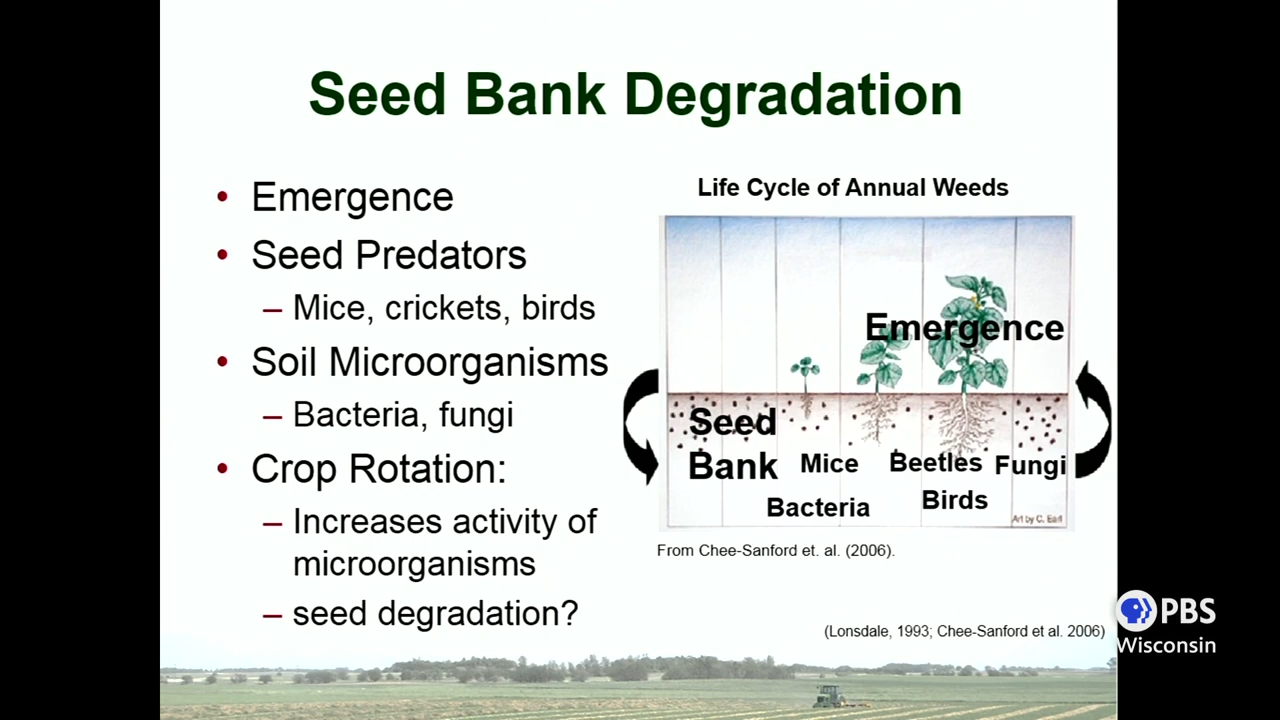 Seed Bank Degradation
• Emergence
• Seed Predators
– Mice, crickets, birds
• Soil Microorganisms
– Bacteria, fungi
• Crop Rotation:
– Increases activity of
microorganisms
– seed degradation?
Life Cycle of Annual Weeds
Emergence
Seed
Bank
Mice
Beetles
Fungi
Bacteria
Birds
Art by C. Earl
From Chee-Sanford et. al. (2006).
(Lonsdale, 1993; Chee-Sanford et al. 2006)
PBS
Wisconsin